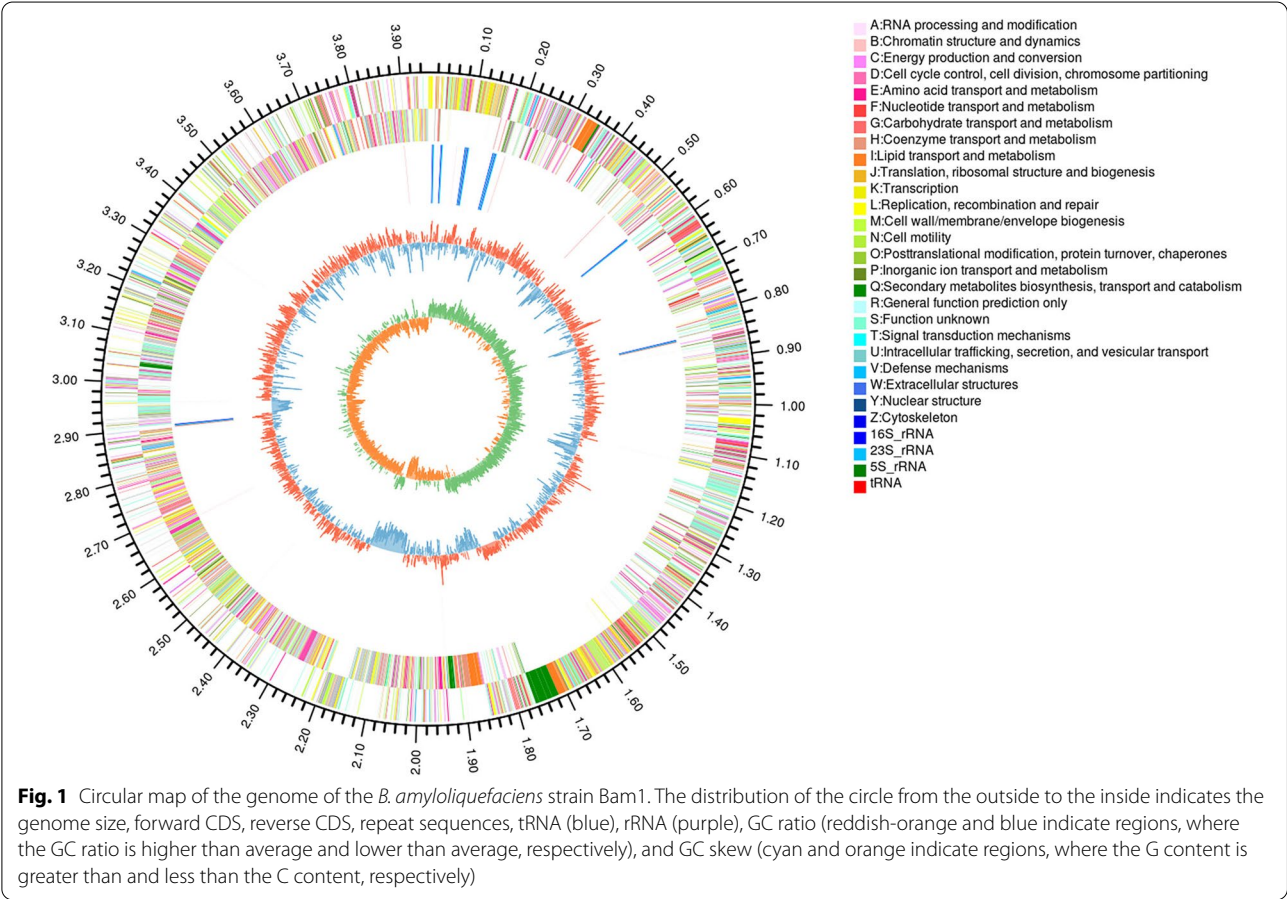 0.10
0.20
0.30
0.40
0.50
0.60
0.70
0.80
0.90
1.00
1.10
1.20
1.30
1.40
1.50
1.60
1.70
1.80
1.90
2.00
2.10
2.20
2.30
2.40
2.50
2.60
2.70
2.80
2.90
3.00
3.10
3.20
3.30
3.40
3.50
3.60
3.70
3.80
3.90
A:RNA processing and modification
B:Chromatin structure and dynamics
C:Energy production and conversion
D:Cell cycle control, cell division, chromosome partitioning
E:Amino acid transport and metabolism
F:Nucleotide transport and metabolism
G:Carbohydrate transport and metabolism
H:Coenzyme transport and metabolism
I:Lipid transport and metabolism
J:Translation, ribosomal structure and biogenesis
K:Transcription
L:Replication, recombination and repair
M:Cell wall/membrane/envelope biogenesis
N:Cell motility
O:Posttranslational modification, protein turnover, chaperones
P:Inorganic ion transport and metabolism
Q:Secondary metabolites biosynthesis, transport and catabolism
R:General function prediction only
S:Function unknown
T:Signal transduction mechanisms
U:Intracellular trafficking, secretion, and vesicular transport
V:Defense mechanisms
W:Extracellular structures
Y:Nuclear structure
Z:Cytoskeleton
16S_rRNA
23S_rRNA
5S_rRNA
tRNA
Fig. 1 Circular map of the genome of the B. amyloliquefaciens strain Bam1. The distribution of the circle from the outside to the inside indicates the
genome size, forward CDS, reverse CDS, repeat sequences, tRNA (blue), rRNA (purple), GC ratio (reddish-orange and blue indicate regions, where
the GC ratio is higher than average and lower than average, respectively), and GC skew (cyan and orange indicate regions, where the G content is
greater than and less than the C content, respectively)